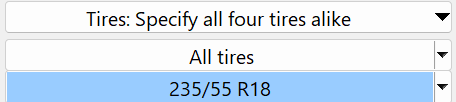 Tires: Specify all four tires alike
All tires
235/55 R18